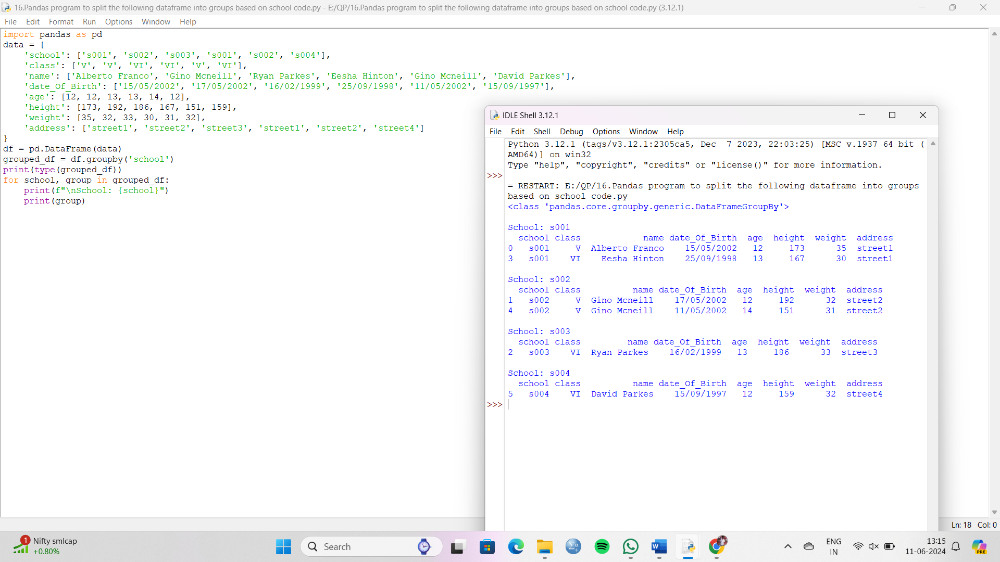 16.Pandas program to split the following dataframe into groups based on school code.py - E:/QP/16.Pandas program to split the following dataframe into groups based on school code.py (3.12.1)
File Edit Format Run Options Window Help
import pandas as pd
data = {
    'school': ['s001', 's002', 's003', 's001', 's002', 's004'],
    'class': ['V', 'V', 'VI', 'VI', 'V', 'VI'],
    'name': ['Alberto Franco', 'Gino Mcneill', 'Ryan Parkes', 'Eesha Hinton', 'Gino Mcneill', 'David Parkes'],
    'date_Of_Birth': ['15/05/2002', '17/05/2002', '16/02/1999', '25/09/1998', '11/05/2002', '15/09/1997'],
    'age': [12, 12, 13, 13, 14, 12],
    'height': [173, 192, 186, 167, 151, 159],
    'weight': [35, 32, 33, 30, 31, 32],
    'address': ['street1', 'street2', 'street3', 'street1', 'street2', 'street4']
}
df = pd.DataFrame(data)
grouped_df = df.groupby('school')
print(type(grouped_df))
for school, group in grouped_df:
    print(f"\nSchool: {school}")
    print(group)
IDLE Shell 3.12.1
File Edit Shell Debug Options Window Help
Python 3.12.1 (tags/v3.12.1:2305ca5, Dec  7 2023, 22:03:25) [MSC v.1937 64 bit (
AMD64)] on win32
Type "help", "copyright", "credits" or "license()" for more information.
>>>
= RESTART: E:/QP/16.Pandas program to split the following dataframe into groups
based on school code.py
<class 'pandas.core.groupby.generic.DataFrameGroupBy'>
School: s001
  school class            name date_Of_Birth  age  height  weight  address
0   s001     V  Alberto Franco    15/05/2002   12     173      35  street1
3   s001    VI    Eesha Hinton    25/09/1998   13     167      30  street1
School: s002
  school class          name date_Of_Birth  age  height  weight  address
1   s002     V  Gino Mcneill    17/05/2002   12     192      32  street2
4   s002     V  Gino Mcneill    11/05/2002   14     151      31  street2
School: s003
  school class         name date_Of_Birth  age  height  weight  address
2   s003    VI  Ryan Parkes    16/02/1999   13     186      33  street3
School: s004
  school class          name date_Of_Birth  age  height  weight  address
5   s004    VI  David Parkes    15/09/1997   12     159      32  street4
>>>
Ln: 18 Col: 0
1
Nifty smlcap
+0.80%
Search
ENG
IN
13:15
11-06-2024
PRE